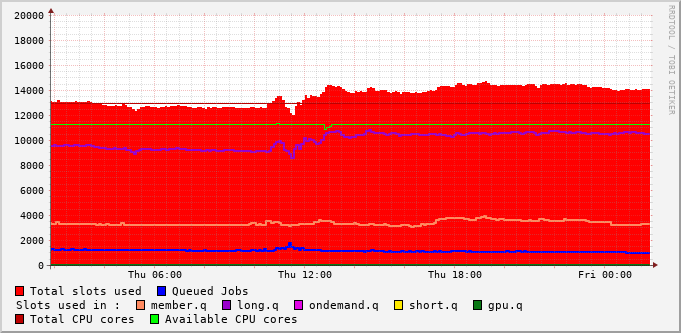 RRDTOOL / TOBI OETIKER
20000
18000
16000
14000
12000
10000
8000
6000
4000
2000
0
Thu 06:00 Thu 12:00 Thu 18:00 Fri 00:00
Total slots used Queued Jobs
Slots used in : member.q long.q ondemand.q short.q gpu.q
Total CPU cores Available CPU cores